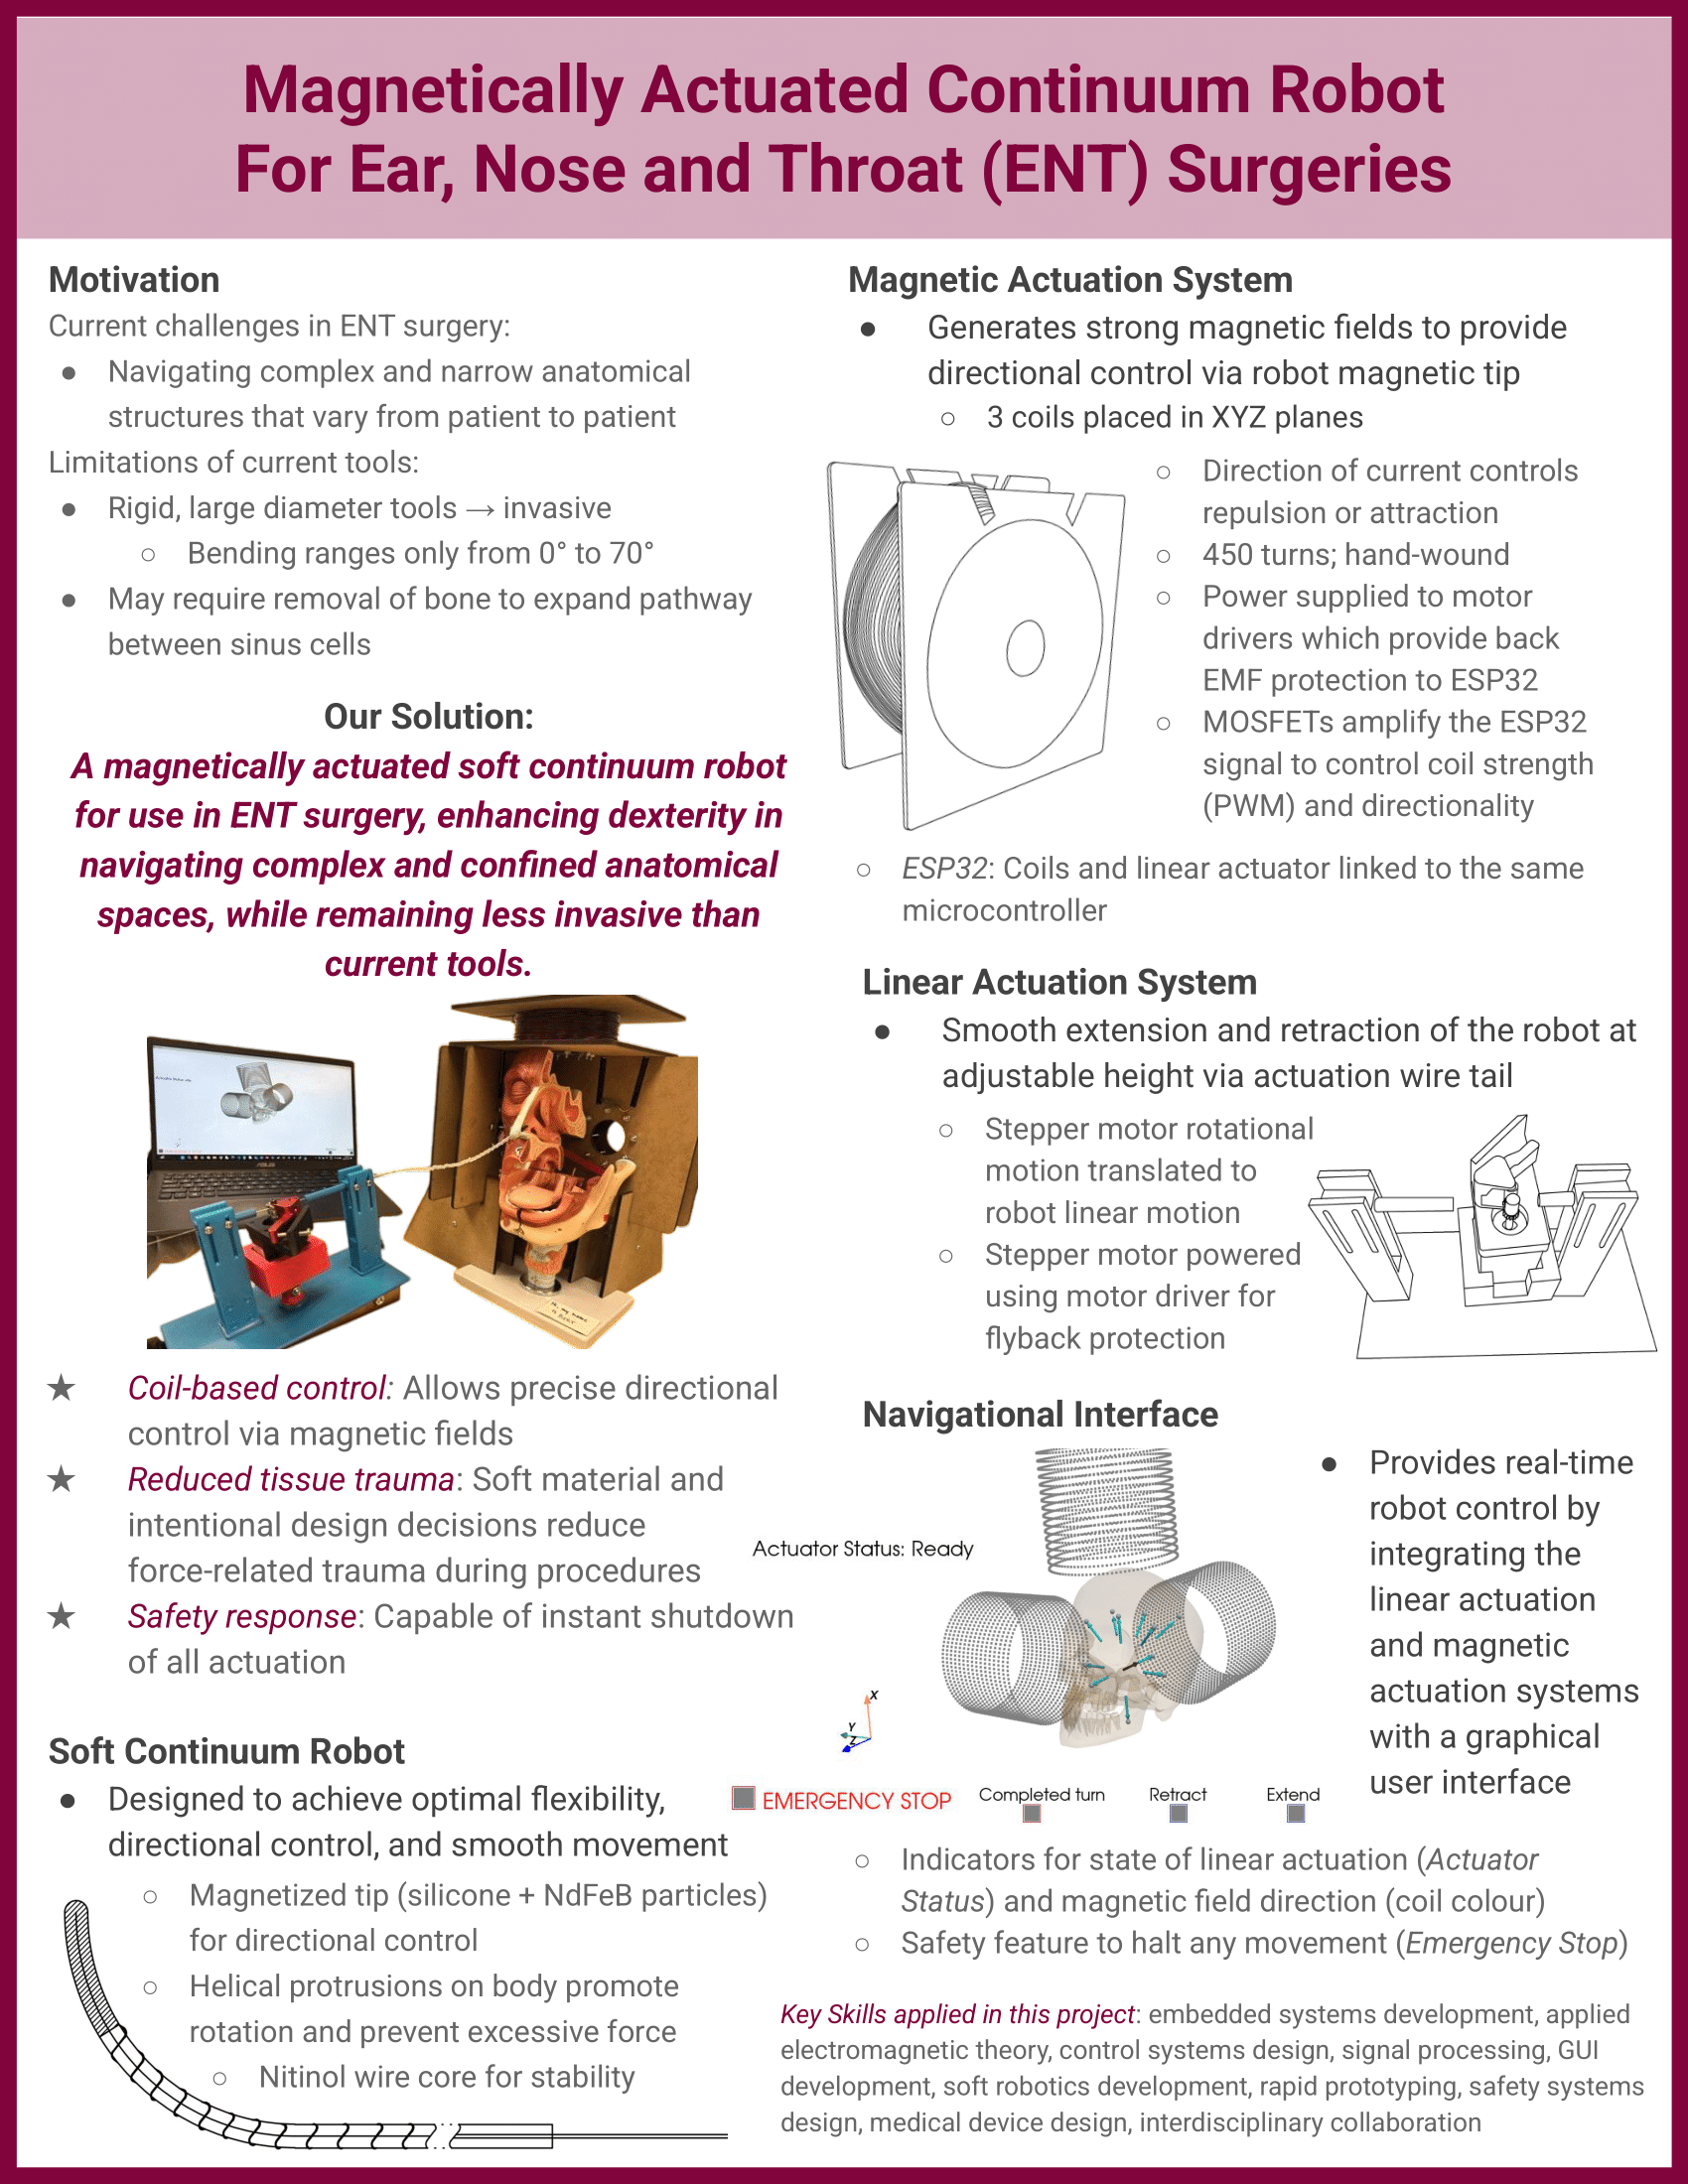 Magnetically Actuated Continuum Robot
For Ear, Nose and Throat (ENT) Surgeries
Motivation
Current challenges in ENT surgery:
● Navigating complex and narrow anatomical
structures that vary from patient to patient
Limitations of current tools:
● Rigid, large diameter tools → invasive
○ Bending ranges only from 0° to 70°
● May require removal of bone to expand pathway
between sinus cells
Our Solution:
A magnetically actuated soft continuum robot
for use in ENT surgery, enhancing dexterity in
navigating complex and confined anatomical
spaces, while remaining less invasive than
current tools.
ASUS
★ Coil-based control: Allows precise directional
control via magnetic fields
★ Reduced tissue trauma: Soft material and
intentional design decisions reduce
force-related trauma during procedures
★ Safety response: Capable of instant shutdown
of all actuation
Soft Continuum Robot
● Designed to achieve optimal flexibility,
directional control, and smooth movement
○ Magnetized tip (silicone + NdFeB particles)
for directional control
○ Helical protrusions on body promote
rotation and prevent excessive force
○ Nitinol wire core for stability
Magnetic Actuation System
● Generates strong magnetic fields to provide
directional control via robot magnetic tip
○ 3 coils placed in XYZ planes
○ Direction of current controls
repulsion or attraction
○ 450 turns; hand-wound
○ Power supplied to motor
drivers which provide back
EMF protection to ESP32
○ MOSFETs amplify the ESP32
signal to control coil strength
(PWM) and directionality
○ ESP32: Coils and linear actuator linked to the same
microcontroller
Linear Actuation System
● Smooth extension and retraction of the robot at
adjustable height via actuation wire tail
○ Stepper motor rotational
motion translated to
robot linear motion
○ Stepper motor powered
using motor driver for
flyback protection
Navigational Interface
Actuator Status: Ready
X
Y
Z
EMERGENCY STOP
Completed turn
Retract
Extend
● Provides real-time
robot control by
integrating the
linear actuation
and magnetic
actuation systems
with a graphical
user interface
○ Indicators for state of linear actuation (Actuator
Status) and magnetic field direction (coil colour)
○ Safety feature to halt any movement (Emergency Stop)
Key Skills applied in this project: embedded systems development, applied
electromagnetic theory, control systems design, signal processing, GUI
development, soft robotics development, rapid prototyping, safety systems
design, medical device design, interdisciplinary collaboration